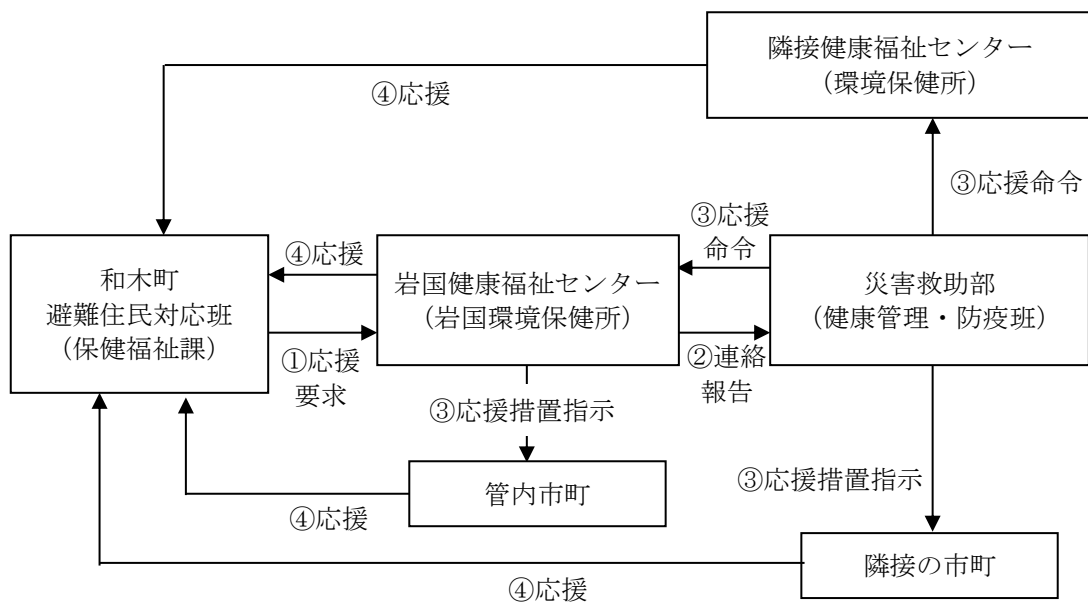 隣接健康福祉センター
（環境保健所）
④応援
③応援命令
③応援
命令
④応援
和木町
避難住民対応班
（保健福祉課）
岩国健康福祉センター
（岩国環境保健所）
災害救助部
（健康管理・防疫班）
①応援
要求
②連絡
報告
③応援措置指示
③応援措置指示
管内市町
④応援
隣接の市町
④応援